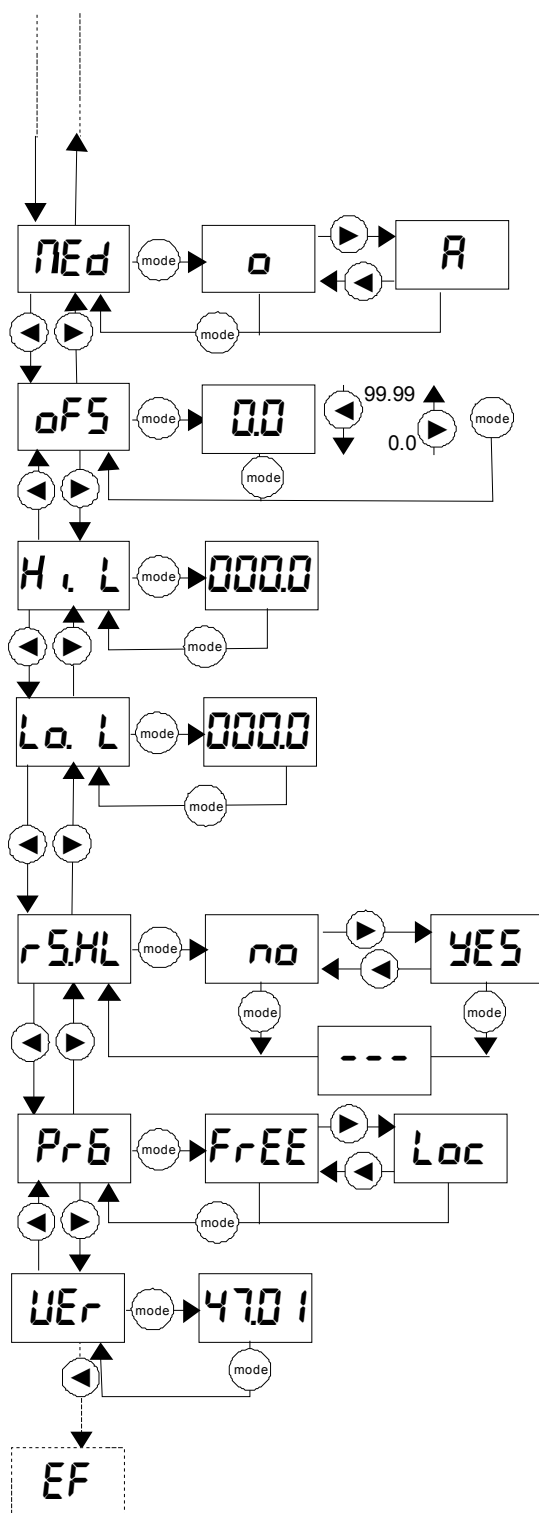 MEd mode o A
mode
oFS mode 0.0 99.99 0.0 mode
mode
Hi. L mode 000.0
mode
Lo. L mode 000.0
mode
rS.HL mode no YES
mode mode
---
PrG mode FrEE Loc
mode
VEr mode 47.01
mode
EF